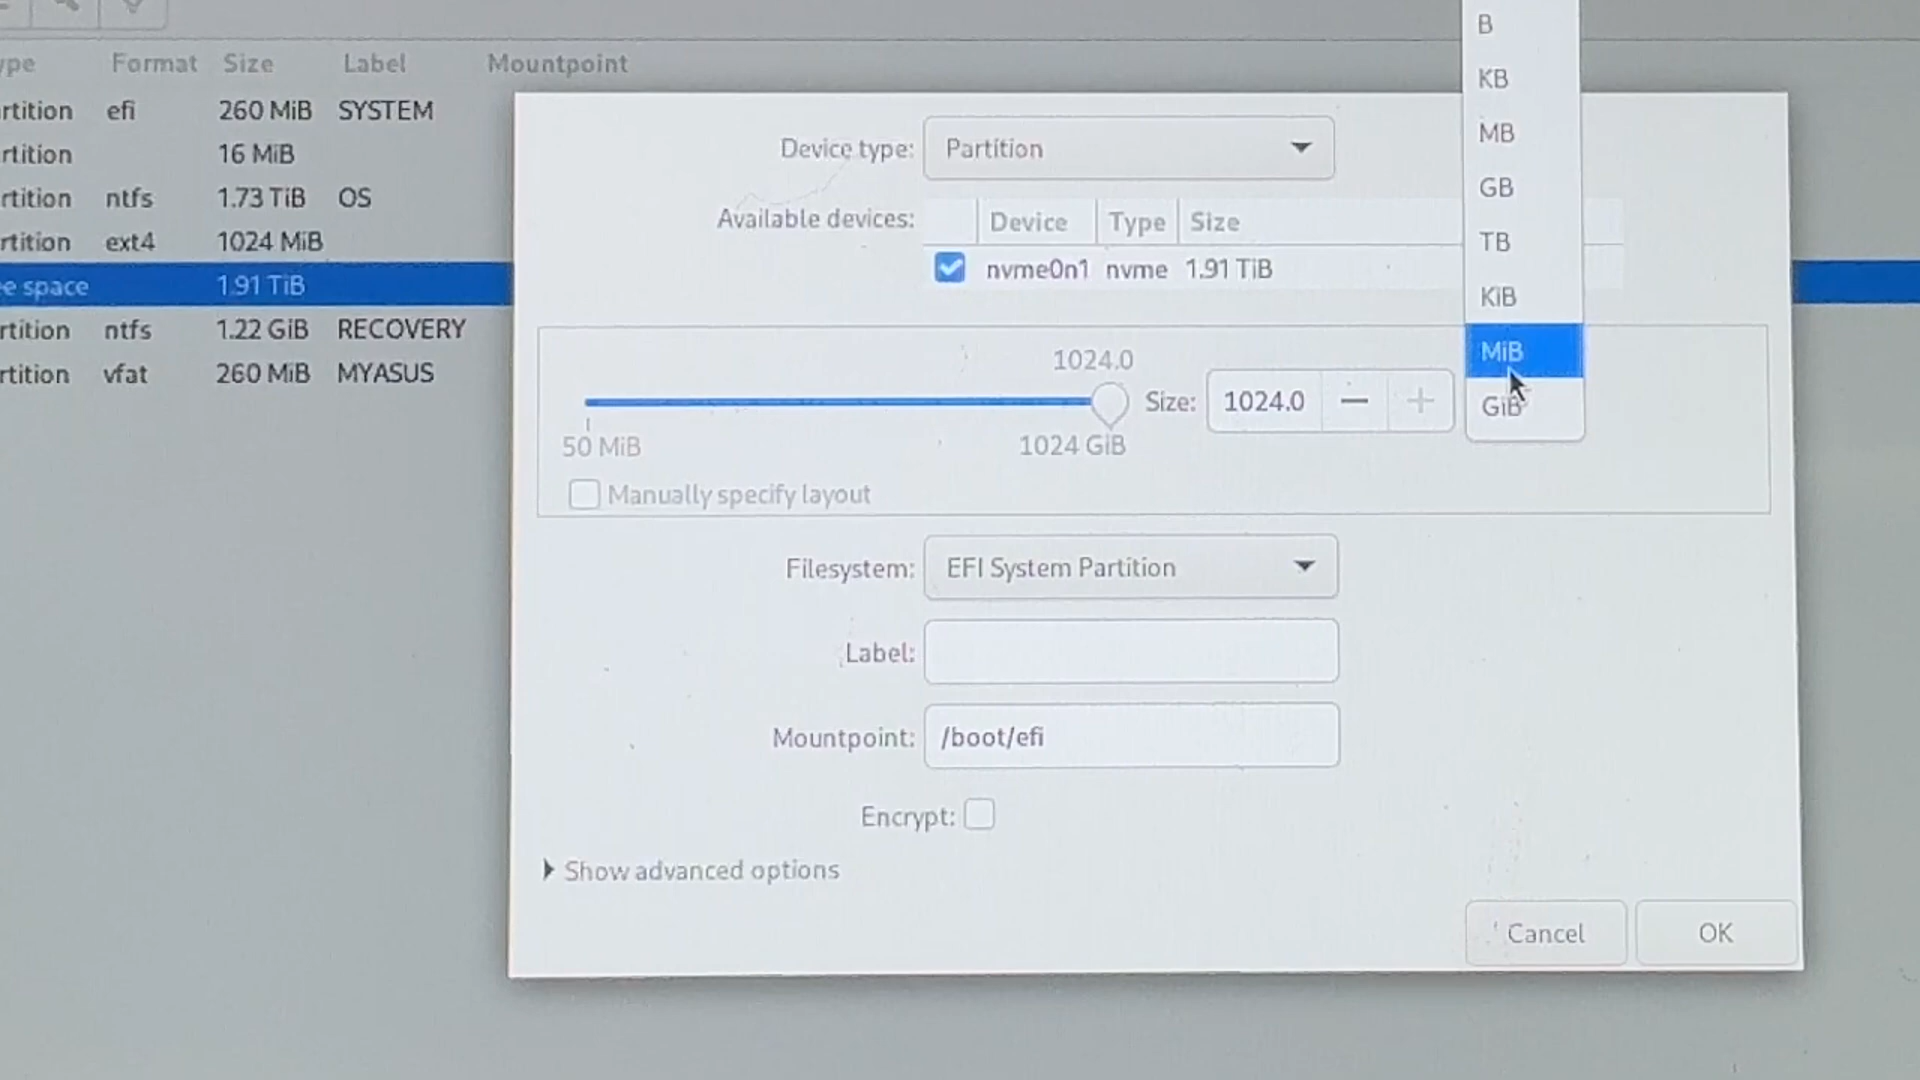 ype Format Size Label Mountpoint
rtition efi 260 MiB SYSTEM
rtition 16 MiB
rtition ntfs 1.73 TiB OS
rtition ext4 1024 MiB
e space 1.91 TiB
rtition ntfs 1.22 GiB RECOVERY
rtition vfat 260 MiB MYASUS
B
KB
MB
GB
TB
KiB
MiB
GiB
Device type: Partition
Available devices: Device Type Size
nvme0n1 nvme 1.91 TiB
1024.0
Size: 1024.0
50 MiB 1024 GiB
Manually specify layout
Filesystem: EFI System Partition
Label:
Mountpoint: /boot/efi
Encrypt:
Show advanced options
Cancel OK